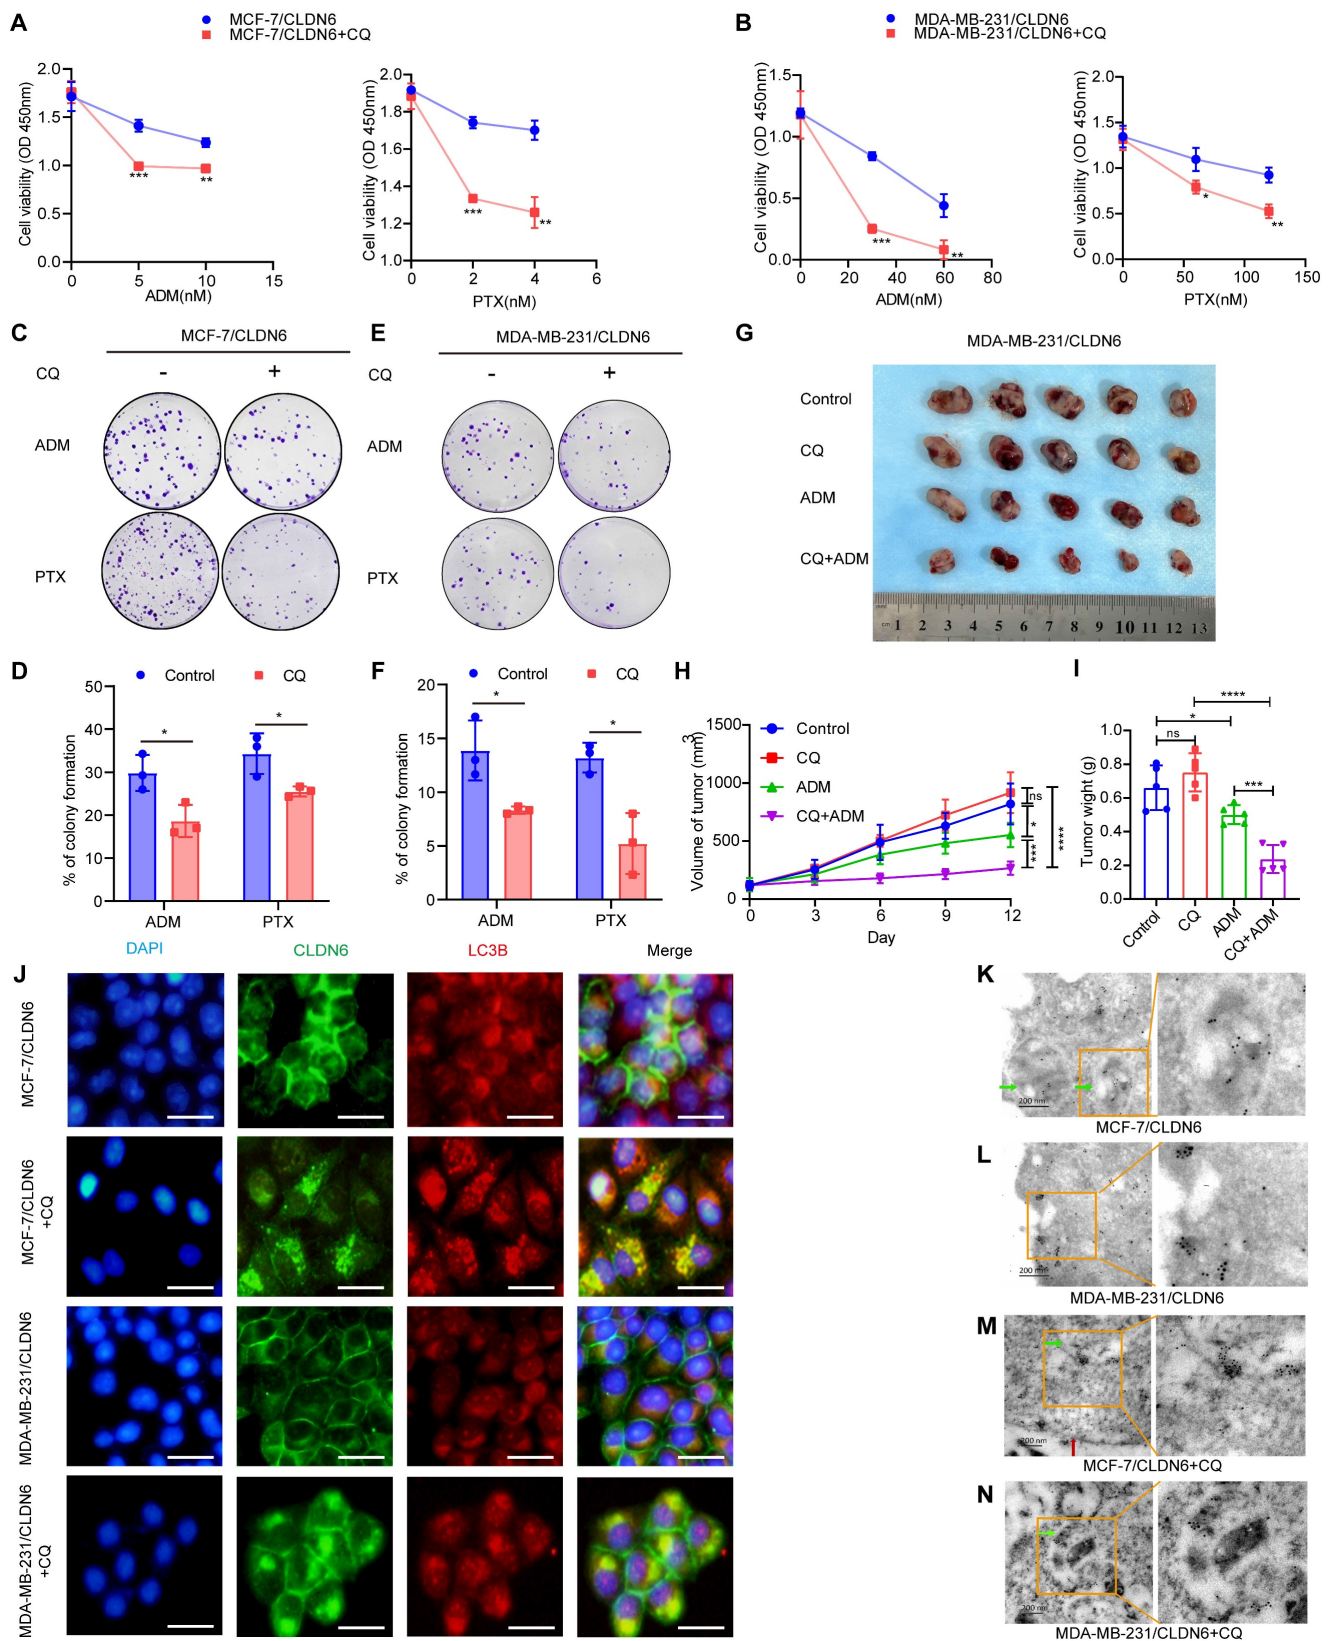 A
MCF-7/CLDN6
MCF-7/CLDN6+CQ
Cell viability (OD 450nm)
2.0
1.5
1.0
0.5
0.0
***
**
0
5
10
15
ADM(nM)
Cell viability (OD 450nm)
2.0
1.8
1.6
1.4
1.2
1.0
***
**
0
2
4
6
PTX(nM)
B
MDA-MB-231/CLDN6
MDA-MB-231/CLDN6+CQ
Cell viability (OD 450nm)
1.5
1.0
0.5
0.0
***
**
0
20
40
60
80
ADM(nM)
Cell viability (OD 450nm)
2.0
1.5
1.0
0.5
0.0
*
**
0
50
100
150
PTX(nM)
C
MCF-7/CLDN6
CQ
-
+
ADM
PTX
E
MDA-MB-231/CLDN6
CQ
-
+
ADM
PTX
G
MDA-MB-231/CLDN6
Control
CQ
ADM
CQ+ADM
cm 1 2 3 4 5 6 7 8 9 10 11 12 13
D
Control
CQ
% of colony formation
50
40
30
20
10
0
*
*
ADM
PTX
F
Control
CQ
% of colony formation
20
15
10
5
0
*
*
ADM
PTX
H
Volume of tumor (mm3)
1500
1000
500
0
Control
CQ
ADM
CQ+ADM
ns
*
***
****
0
3
6
9
12
Day
I
Tumor wight (g)
1.0
0.8
0.6
0.4
0.2
0.0
****
*
ns
***
Control
CQ
ADM
CQ+ADM
J
DAPI
CLDN6
LC3B
Merge
MCF-7/CLDN6
MCF-7/CLDN6
+CQ
MDA-MB-231/CLDN6
MDA-MB-231/CLDN6
+CQ
K
200 nm
MCF-7/CLDN6
L
200 nm
MDA-MB-231/CLDN6
M
200 nm
MCF-7/CLDN6+CQ
N
200 nm
MDA-MB-231/CLDN6+CQ